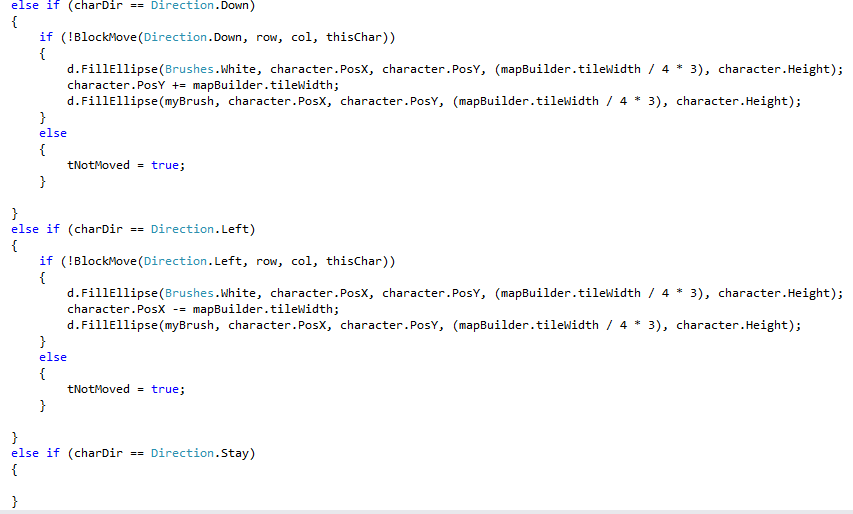 else if (charDir == Direction.Down)
{
if (!BlockMove(Direction.Down, row, col, thisChar))
{
d.FillEllipse(Brushes.White, character.PosX, character.PosY, (mapBuilder.tileWidth / 4 * 3), character.Height);
character.PosY += mapBuilder.tileWidth;
d.FillEllipse(myBrush, character.PosX, character.PosY, (mapBuilder.tileWidth / 4 * 3), character.Height);
}
else
{
tNotMoved = true;
}
}
else if (charDir == Direction.Left)
{
if (!BlockMove(Direction.Left, row, col, thisChar))
{
d.FillEllipse(Brushes.White, character.PosX, character.PosY, (mapBuilder.tileWidth / 4 * 3), character.Height);
character.PosX -= mapBuilder.tileWidth;
d.FillEllipse(myBrush, character.PosX, character.PosY, (mapBuilder.tileWidth / 4 * 3), character.Height);
}
else
{
tNotMoved = true;
}
}
else if (charDir == Direction.Stay)
{
}